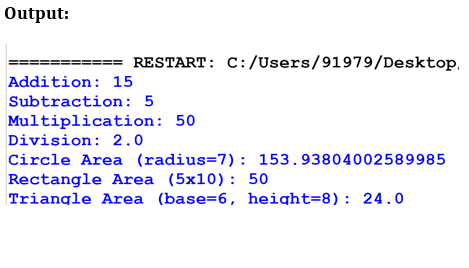 Output:
=========== RESTART: C:/Users/91979/Desktop,
Addition: 15
Subtraction: 5
Multiplication: 50
Division: 2.0
Circle Area (radius=7): 153.93804002589985
Rectangle Area (5x10): 50
Triangle Area (base=6, height=8): 24.0